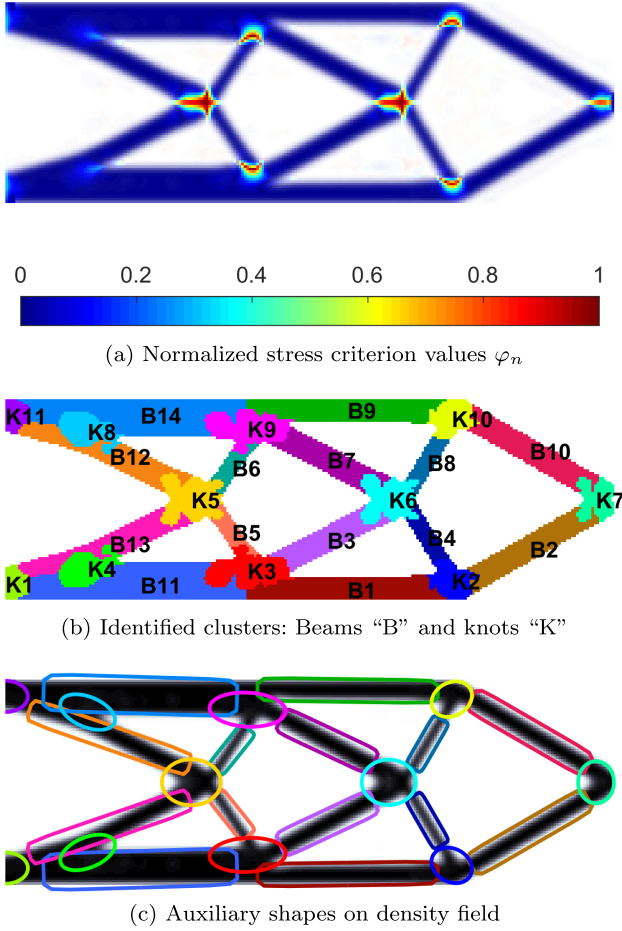 0 0.2 0.4 0.6 0.8 1
(a) Normalized stress criterion values φn
K11 B14 B9 K10
K8 K9
B12 B6 B7 B8 B10
K5 K6 K7
B13 B5 B3 B4 B2
K1 K4 K3 K2
B11 B1
(b) Identified clusters: Beams “B” and knots “K”
(c) Auxiliary shapes on density field